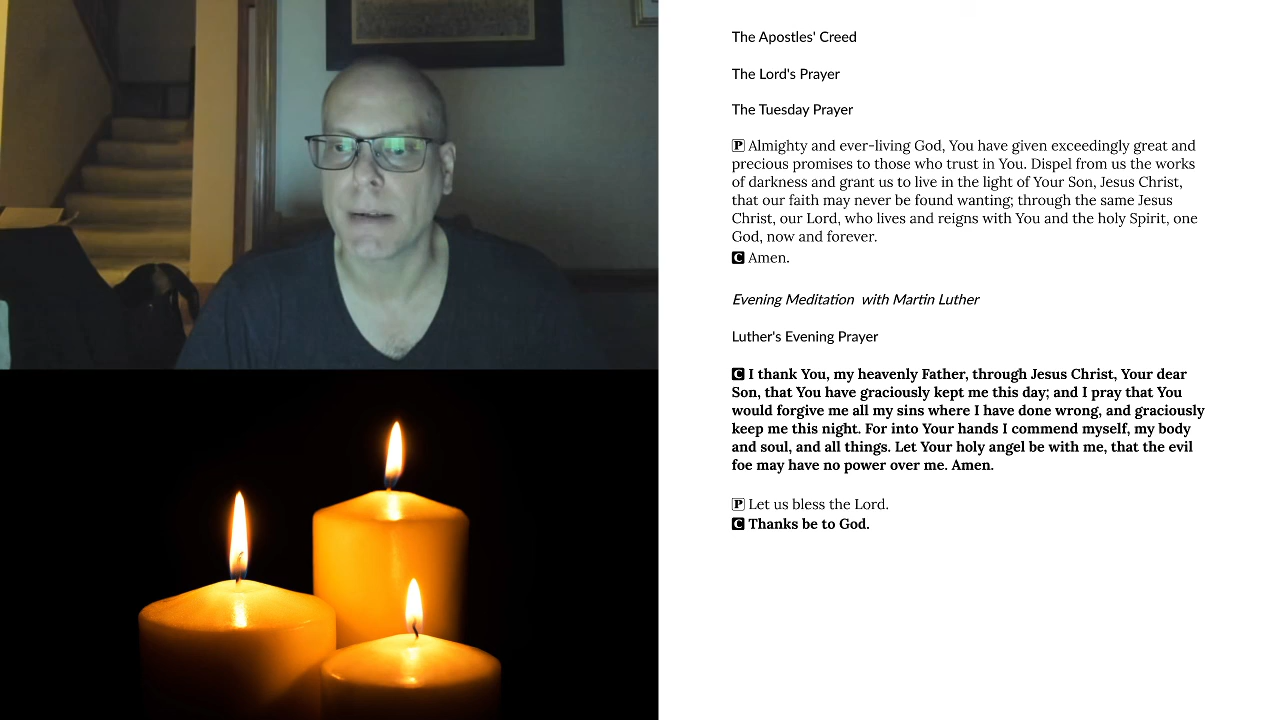 The Apostles' Creed
The Lord's Prayer
The Tuesday Prayer
P Almighty and ever-living God, You have given exceedingly great and
precious promises to those who trust in You. Dispel from us the works
of darkness and grant us to live in the light of Your Son, Jesus Christ,
that our faith may never be found wanting; through the same Jesus
Christ, our Lord, who lives and reigns with You and the holy Spirit, one
God, now and forever.
C Amen.
Evening Meditation with Martin Luther
Luther's Evening Prayer
C I thank You, my heavenly Father, through Jesus Christ, Your dear
Son, that You have graciously kept me this day; and I pray that You
would forgive me all my sins where I have done wrong, and graciously
keep me this night. For into Your hands I commend myself, my body
and soul, and all things. Let Your holy angel be with me, that the evil
foe may have no power over me. Amen.
P Let us bless the Lord.
C Thanks be to God.